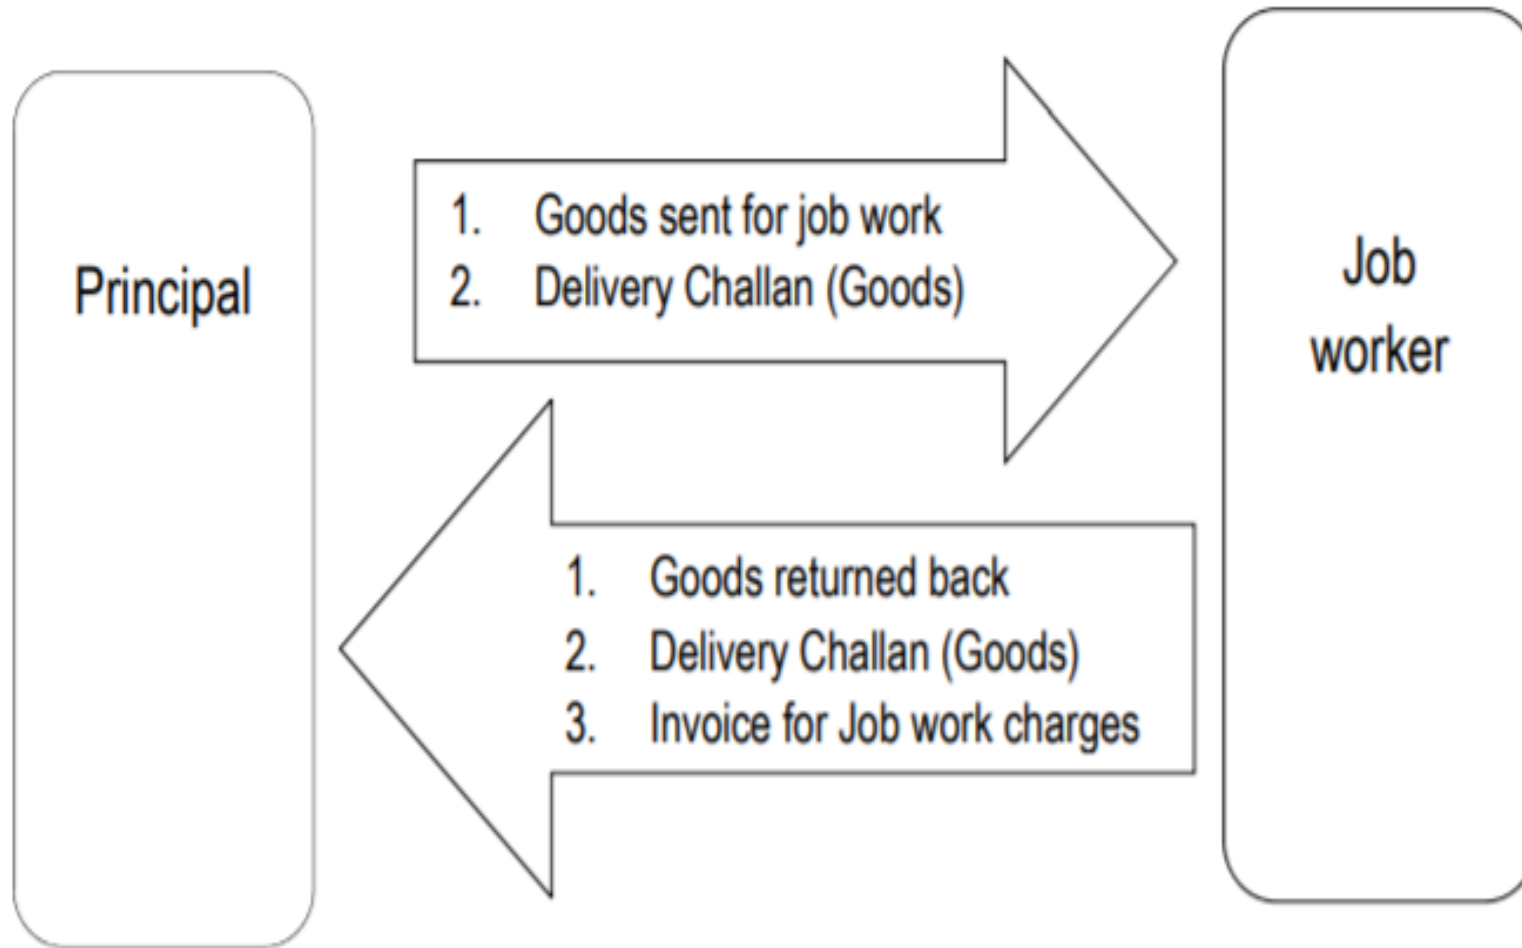 Principal
1. Goods sent for job work
2. Delivery Challan (Goods)
Job
worker
1. Goods returned back
2. Delivery Challan (Goods)
3. Invoice for Job work charges